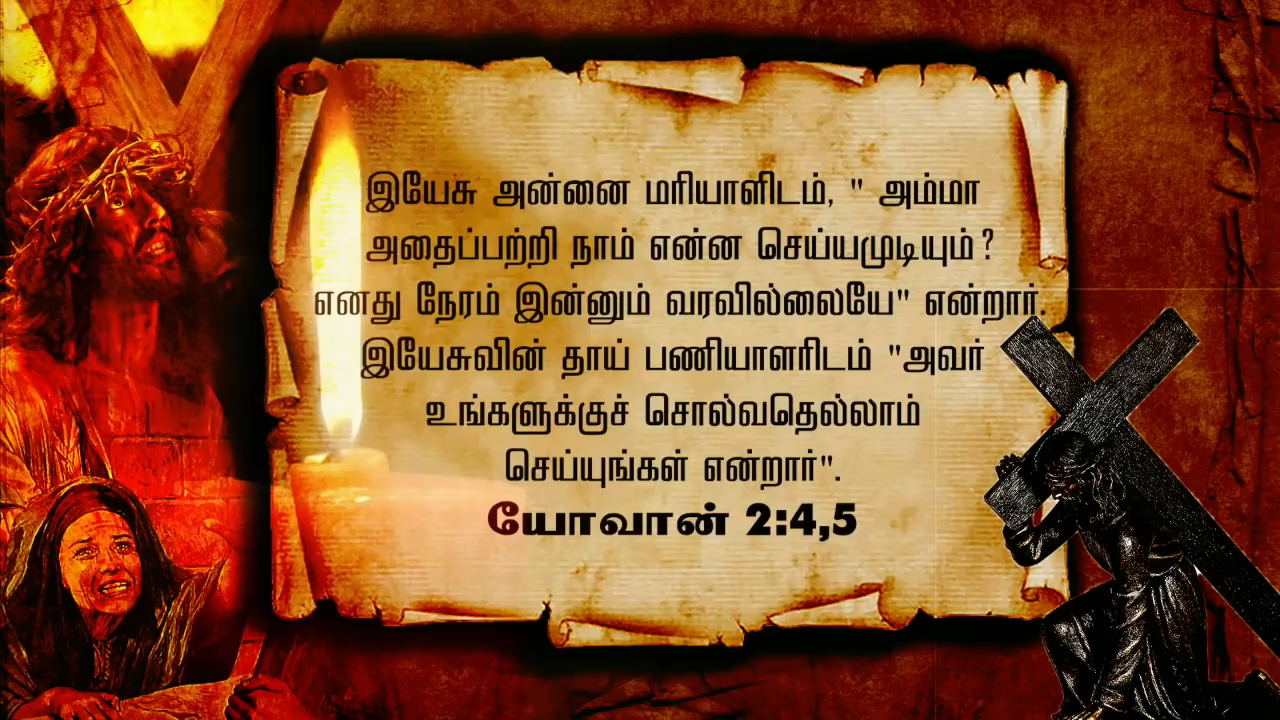 இயேசு அன்னை மரியாளிடம், " அம்மா
அதைப்பற்றி நாம் என்ன செய்யமுடியும்?
எனது நேரம் இன்னும் வரவில்லையே" என்றார்.
இயேசுவின் தாய் பணியாளரிடம் "அவர்
உங்களுக்குச் சொல்வதெல்லாம்
செய்யுங்கள் என்றார்".
யோவான் 2:4,5